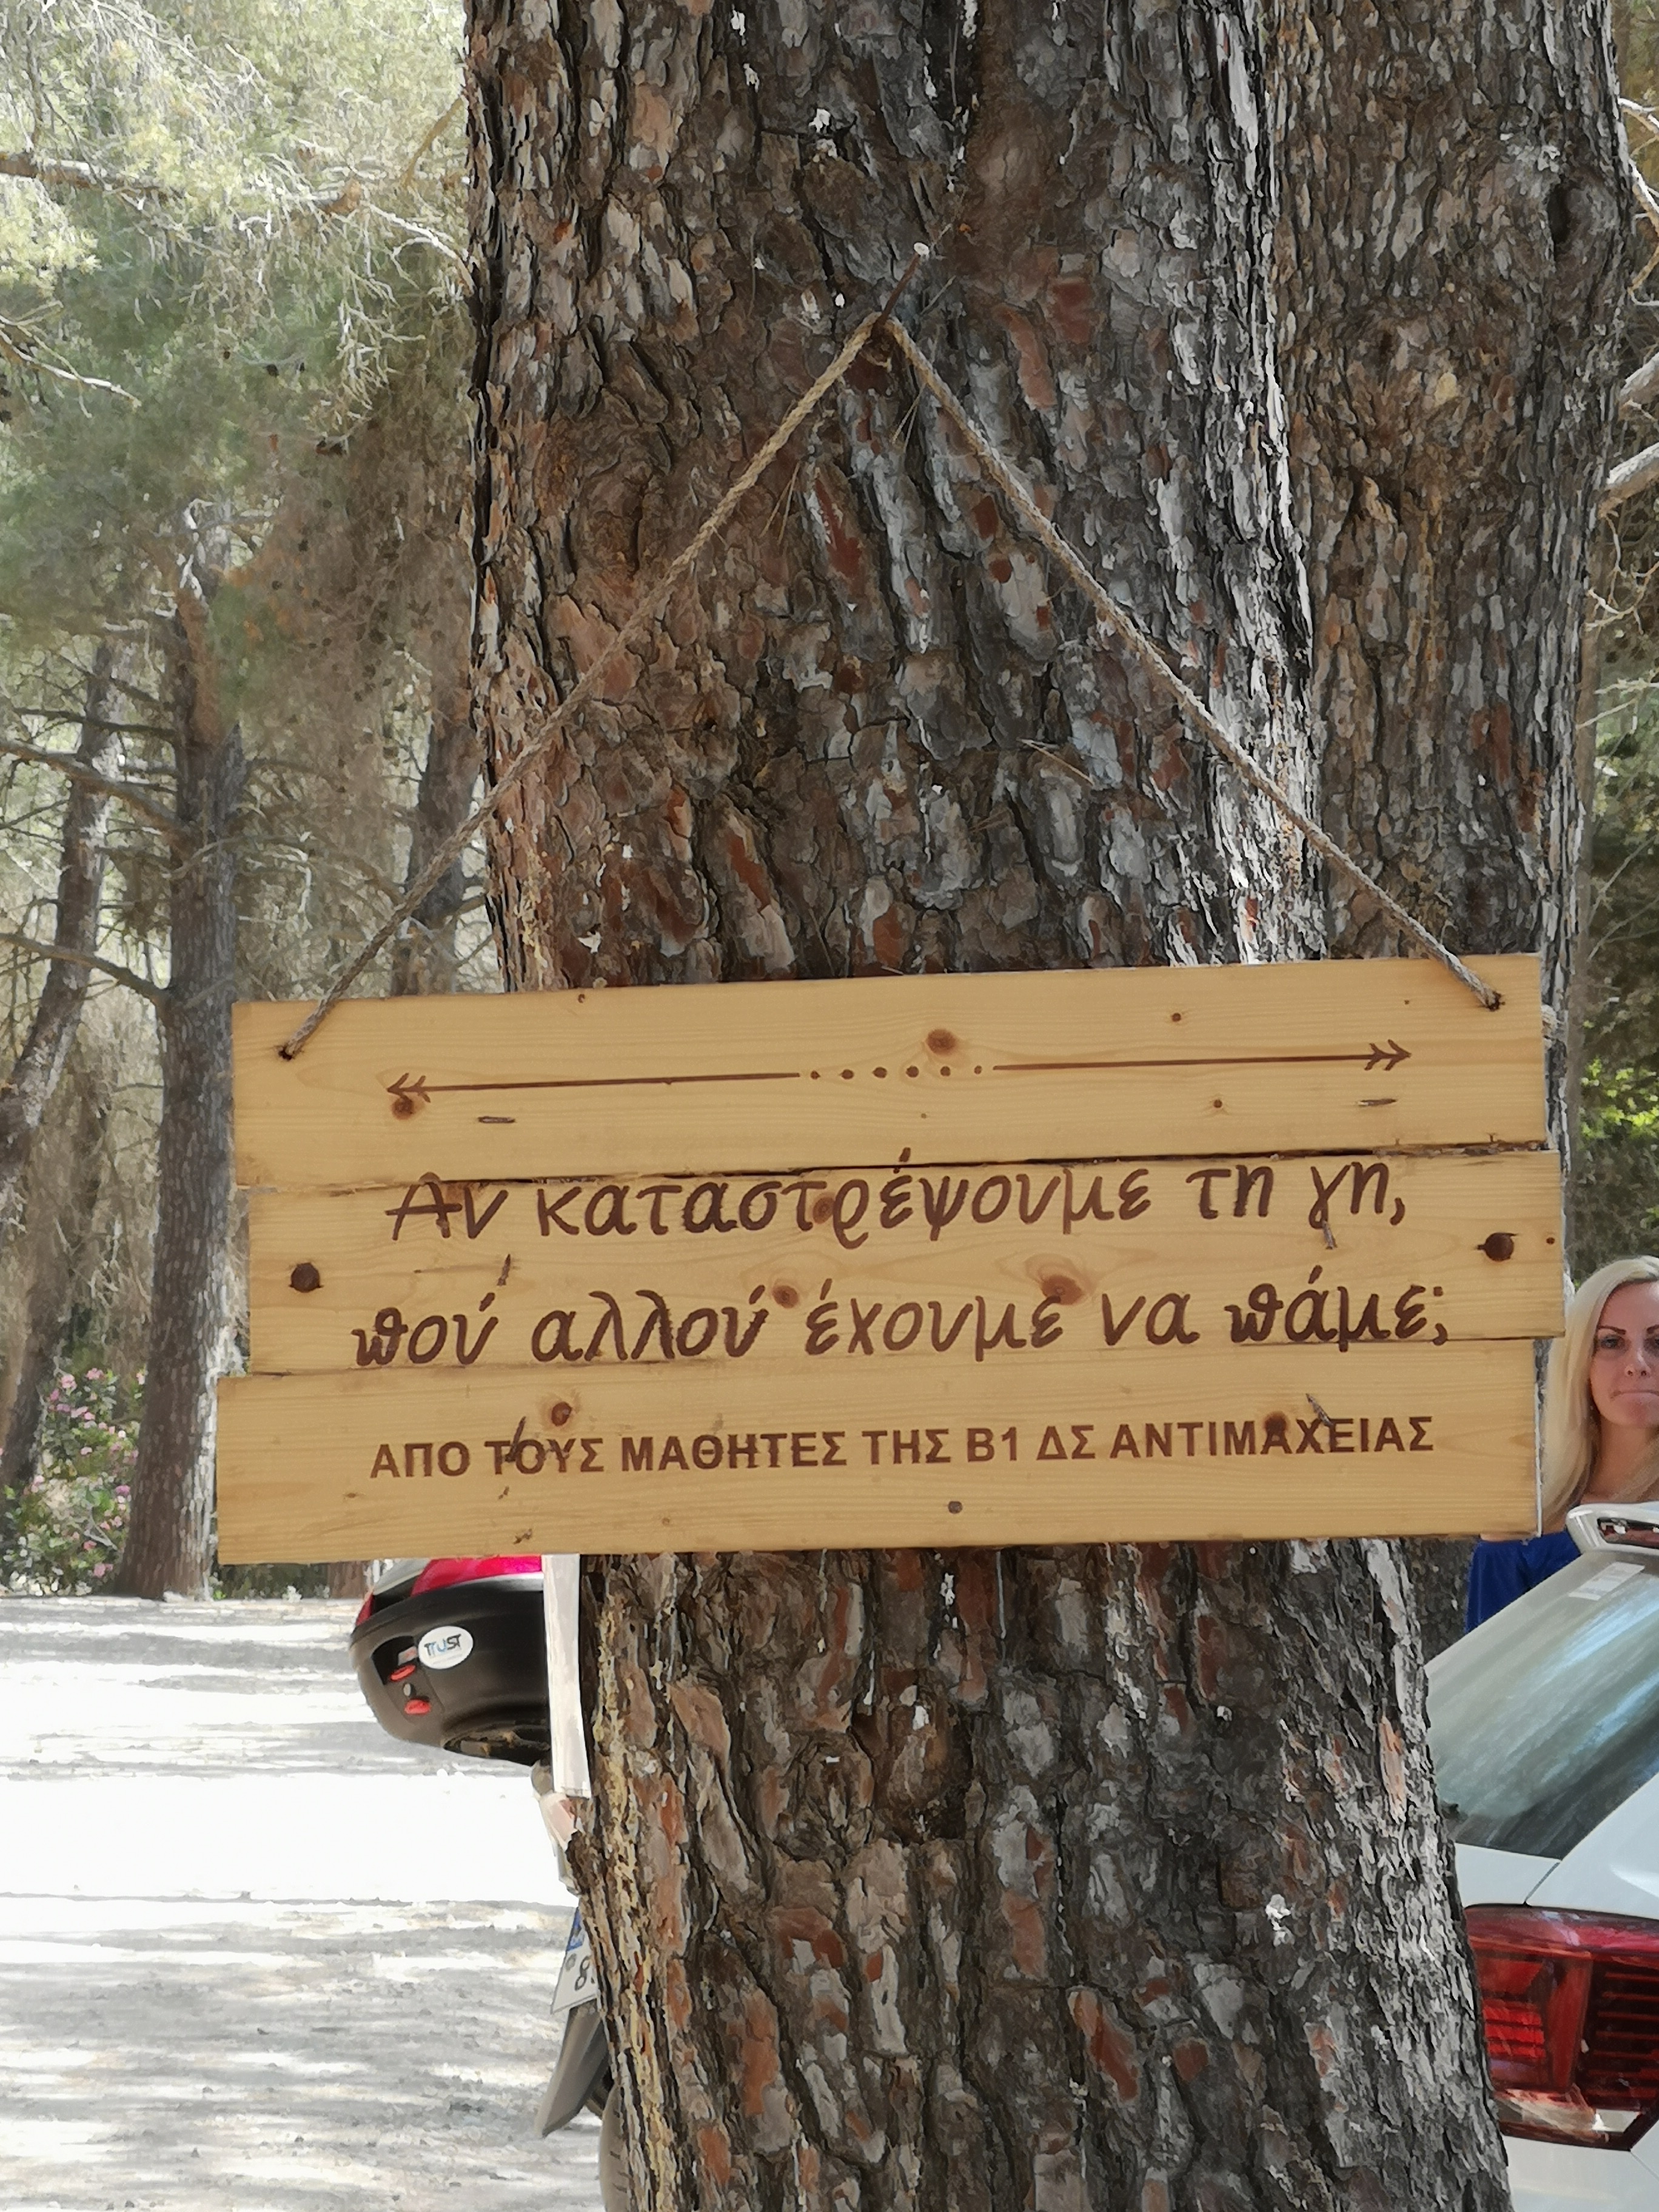 Αν καταστρέψουμε τη γη,
πού αλλού έχουμε να πάμε;
ΑΠΟ ΤΟΥΣ ΜΑΘΗΤΕΣ ΤΗΣ Β1 ΔΣ ΑΝΤΙΜΑΧΕΙΑΣ
TRUST